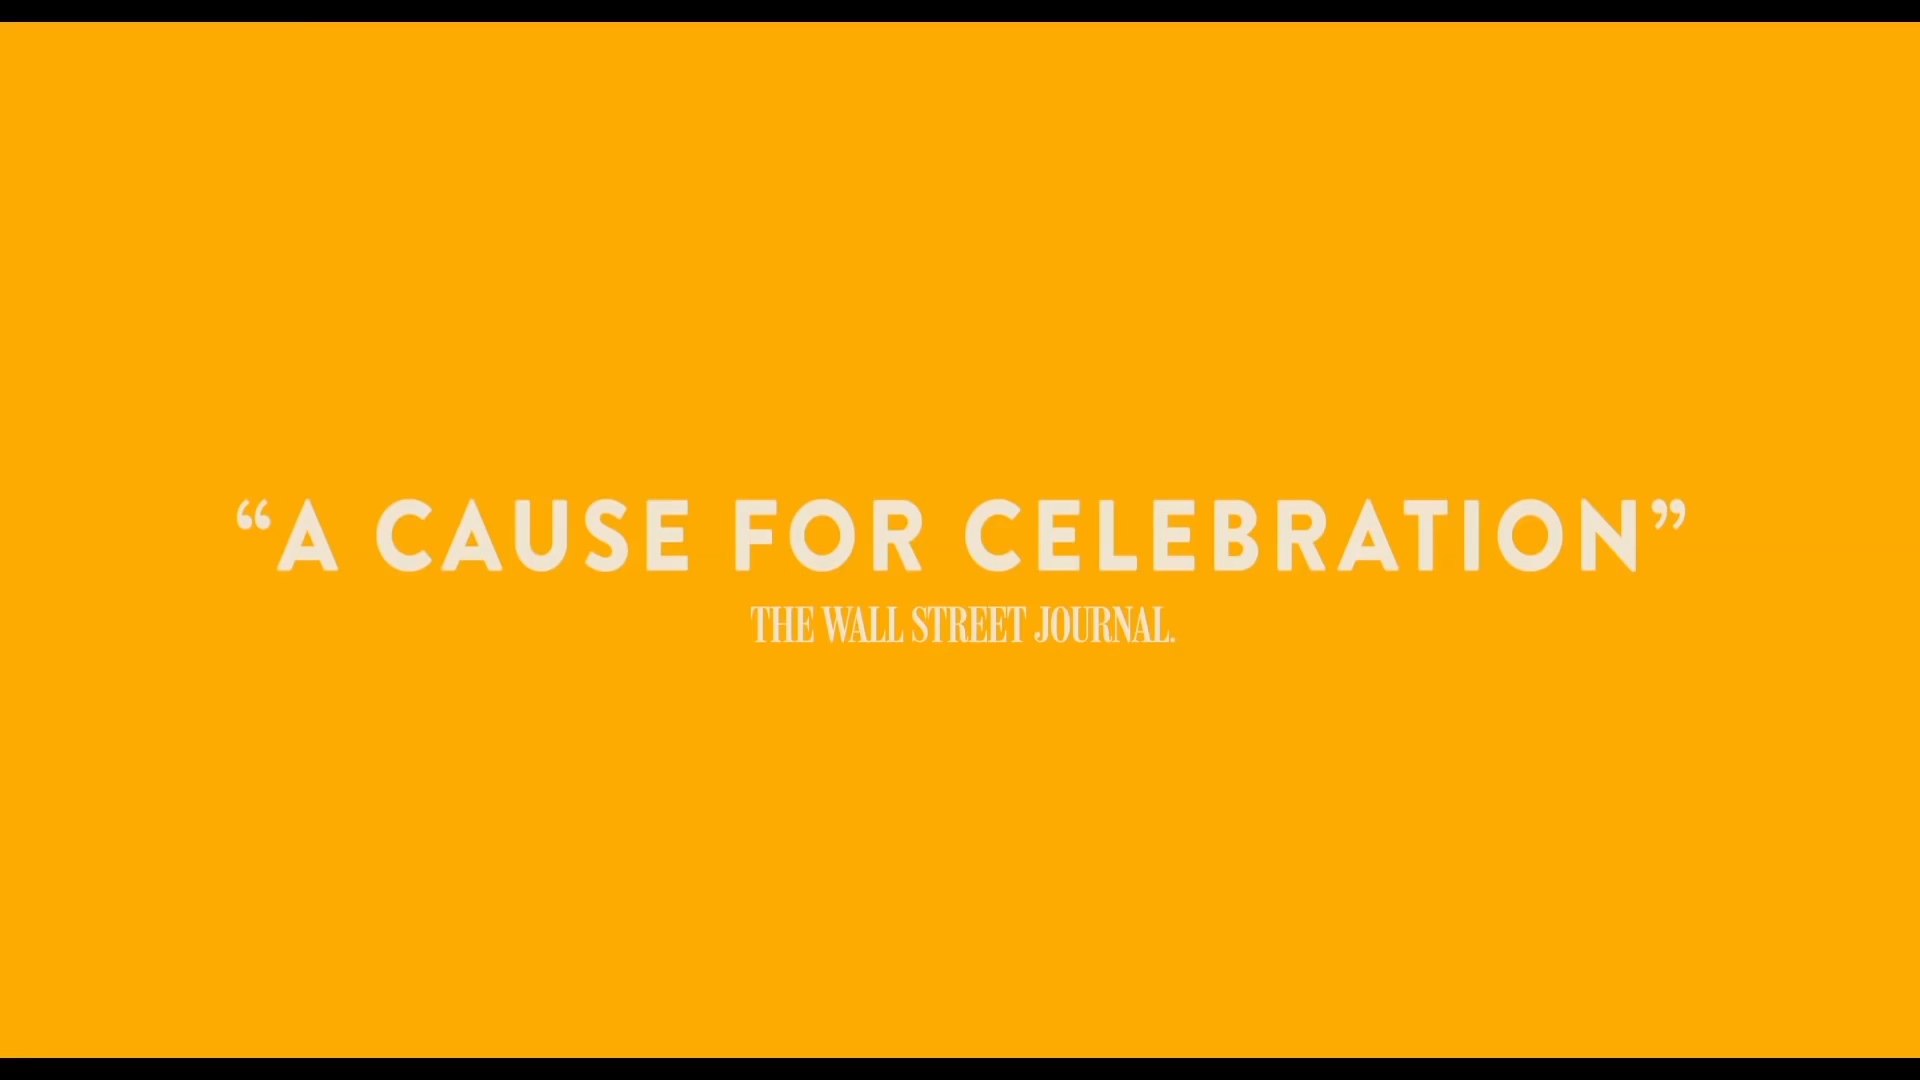 “A CAUSE FOR CELEBRATION”
THE WALL STREET JOURNAL.